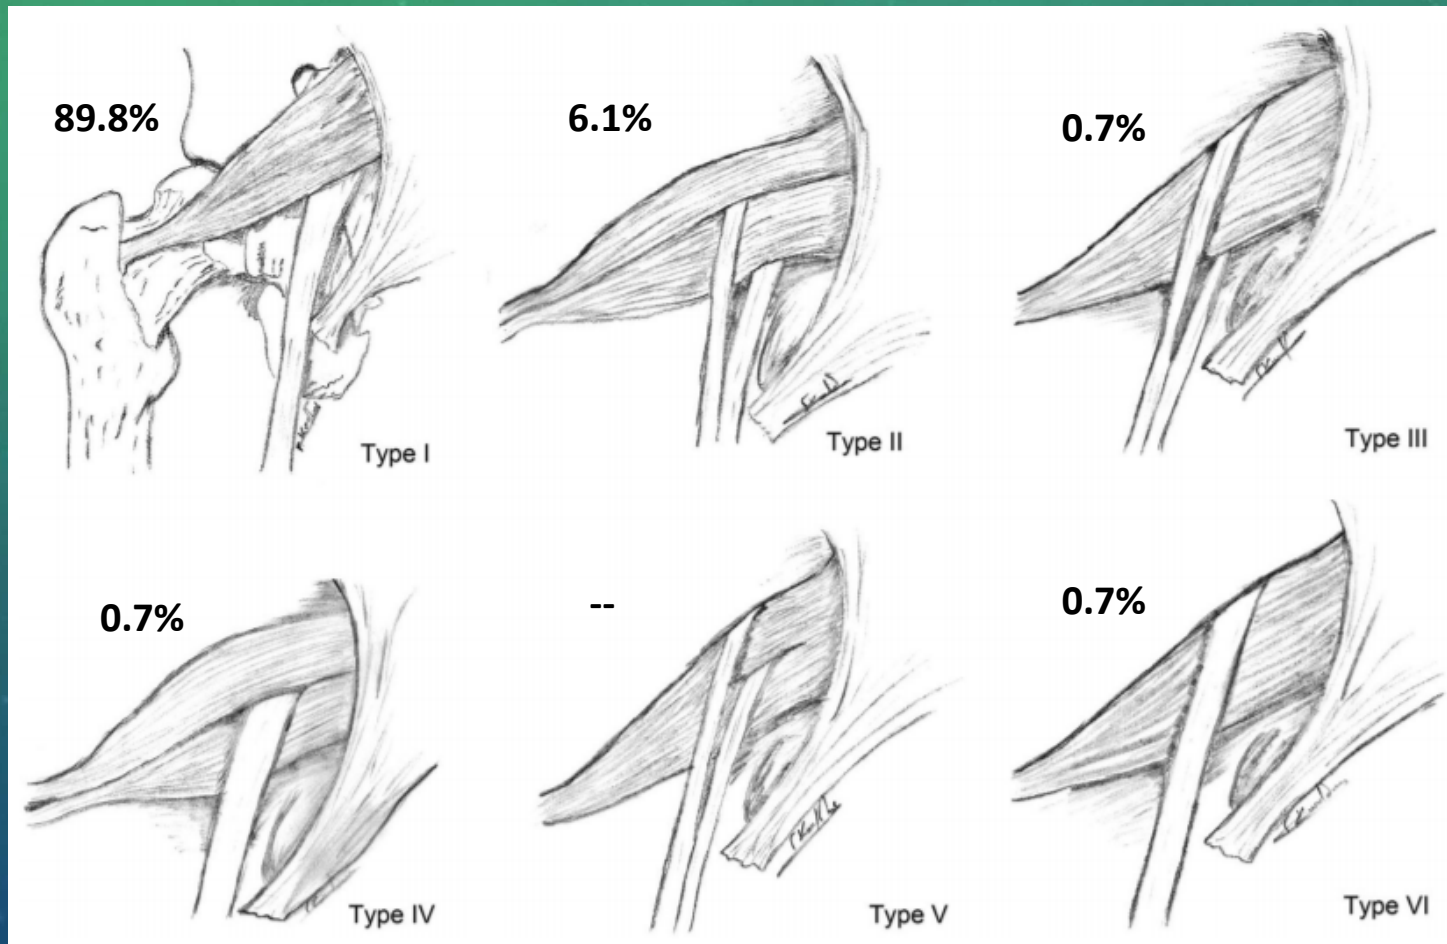 89.8%
6.1%
0.7%
Type I
Type II
Type III
0.7%
--
0.7%
Type IV
Type V
Type VI